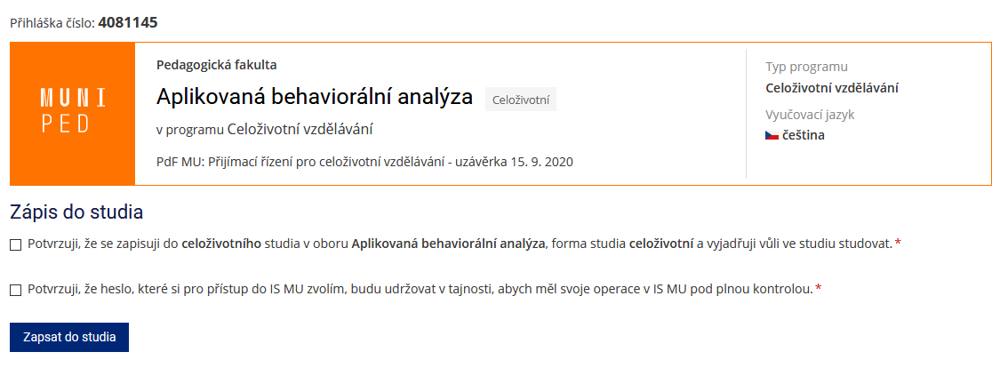 Přihláška číslo: 4081145
MUNI
PED
Pedagogická fakulta
Aplikovaná behaviorální analýza Celoživotní
v programu Celoživotní vzdělávání
PdF MU: Přijímací řízení pro celoživotní vzdělávání - uzávěrka 15. 9. 2020
Typ programu
Celoživotní vzdělávání
Vyučovací jazyk
čeština
Zápis do studia
Potvrzuji, že se zapisuji do celoživotního studia v oboru Aplikovaná behaviorální analýza, forma studia celoživotní a vyjadřuji vůli ve studiu studovat. *
Potvrzuji, že heslo, které si pro přístup do IS MU zvolím, budu udržovat v tajnosti, abych měl svoje operace v IS MU pod plnou kontrolou. *
Zapsat do studia